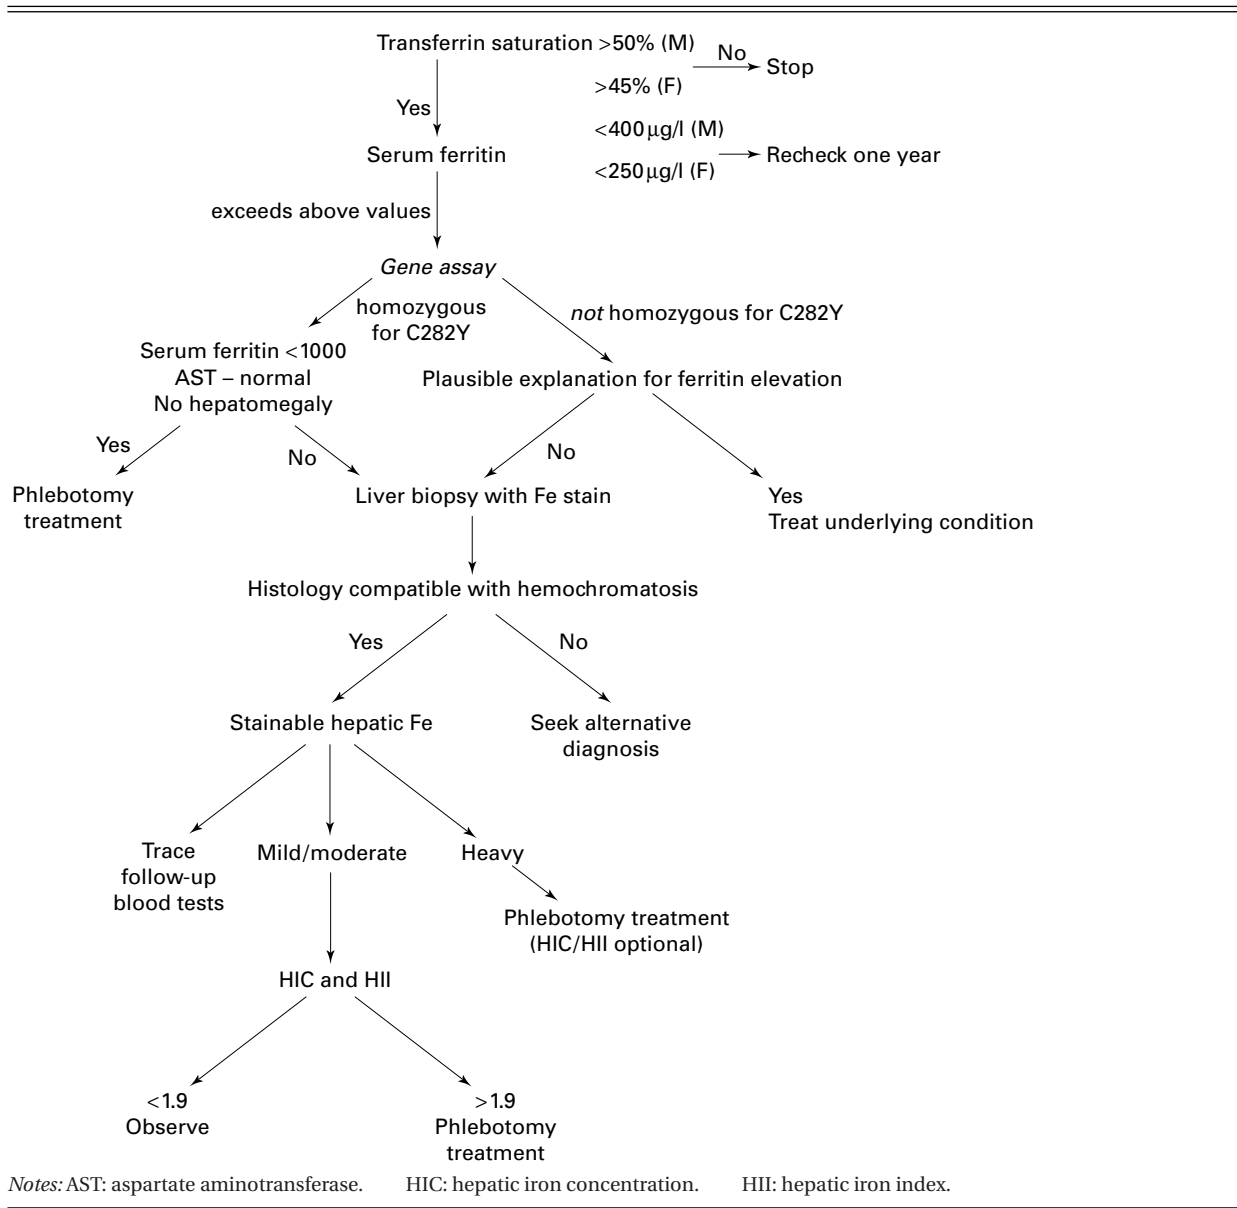 Transferrin saturation >50% (M)
No
Stop
>45% (F)
Yes
<400 µg/l (M)
Serum ferritin
Recheck one year
<250 µg/l (F)
exceeds above values
Gene assay
homozygous
for C282Y
not homozygous for C282Y
Serum ferritin <1000
AST – normal
No hepatomegaly
Plausible explanation for ferritin elevation
Yes
No
No
Phlebotomy
treatment
Liver biopsy with Fe stain
Yes
Treat underlying condition
Histology compatible with hemochromatosis
Yes
No
Stainable hepatic Fe
Seek alternative
diagnosis
Trace
follow-up
blood tests
Mild/moderate
Heavy
Phlebotomy treatment
(HIC/HII optional)
HIC and HII
<1.9
Observe
>1.9
Phlebotomy
treatment
Notes: AST: aspartate aminotransferase. HIC: hepatic iron concentration. HII: hepatic iron index.